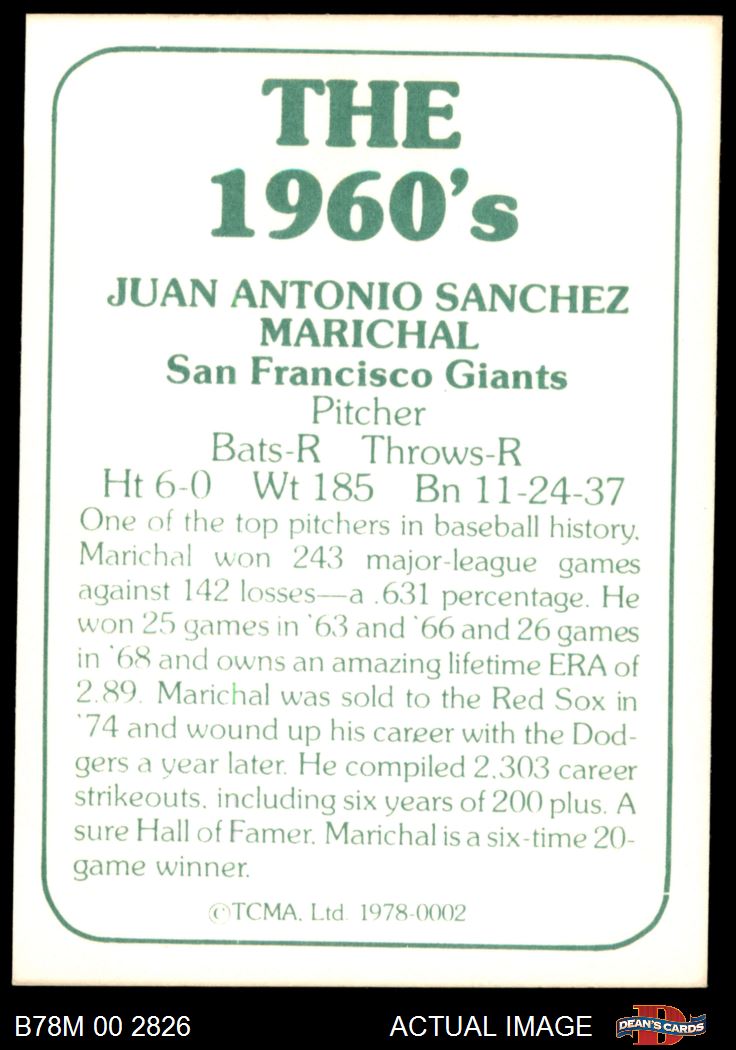 THE
1960's
JUAN ANTONIO SANCHEZ
MARICHAL
San Francisco Giants
Pitcher
Bats-R Throws-R
Ht 6-0 Wt 185 Bn 11-24-37
One of the top pitchers in baseball history,
Marichal won 243 major-league games
against 142 losses—a .631 percentage. He
won 25 games in '63 and '66 and 26 games
in '68 and owns an amazing lifetime ERA of
2.89. Marichal was sold to the Red Sox in
'74 and wound up his career with the Dod-
gers a year later. He compiled 2,303 career
strikeouts, including six years of 200 plus. A
sure Hall of Famer, Marichal is a six-time 20-
game winner.
©TCMA, Ltd. 1978-0002
B78M 00 2826 ACTUAL IMAGE
D
DEAN'S CARDS